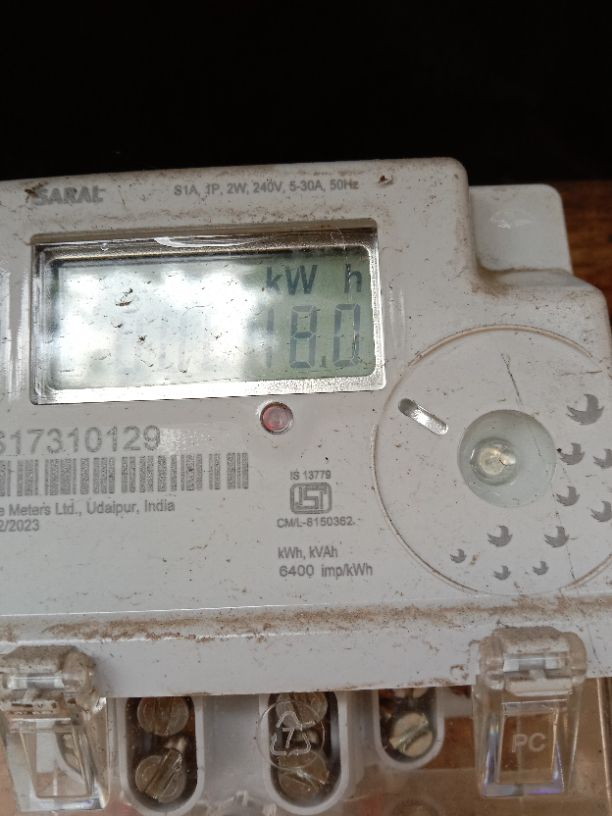 SARAL
S1A, 1P, 2W, 240V, 5-30A, 50Hz
kW h
18.0
617310129
e Meters Ltd., Udaipur, India
2/2023
IS 13779
ISI
CM/L-6150362
kWh, kVAh
6400 imp/kWh
7
PC